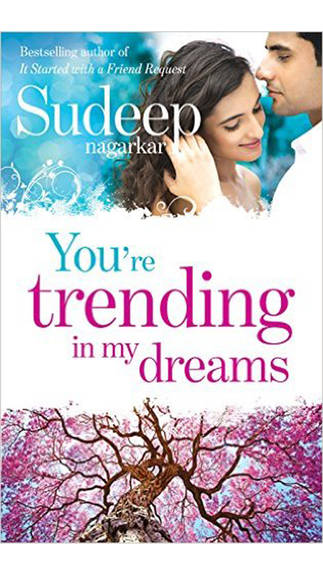 Bestselling author of
It Started with a Friend Request
Sudeep
nagarkar
You're
trending
in my
dreams